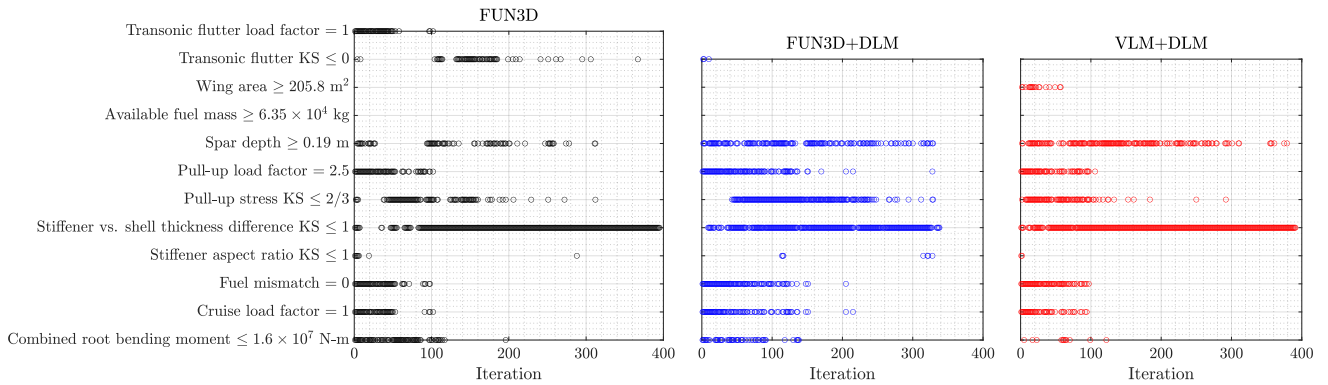 FUN3D
FUN3D+DLM
VLM+DLM
Transonic flutter load factor = 1
Transonic flutter KS ≤ 0
Wing area ≥ 205.8 m²
Available fuel mass ≥ 6.35 × 10⁴ kg
Spar depth ≥ 0.19 m
Pull-up load factor = 2.5
Pull-up stress KS ≤ 2/3
Stiffener vs. shell thickness difference KS ≤ 1
Stiffener aspect ratio KS ≤ 1
Fuel mismatch = 0
Cruise load factor = 1
Combined root bending moment ≤ 1.6 × 10⁷ N-m
0 100 200 300 400
Iteration
0 100 200 300 400
Iteration
0 100 200 300 400
Iteration